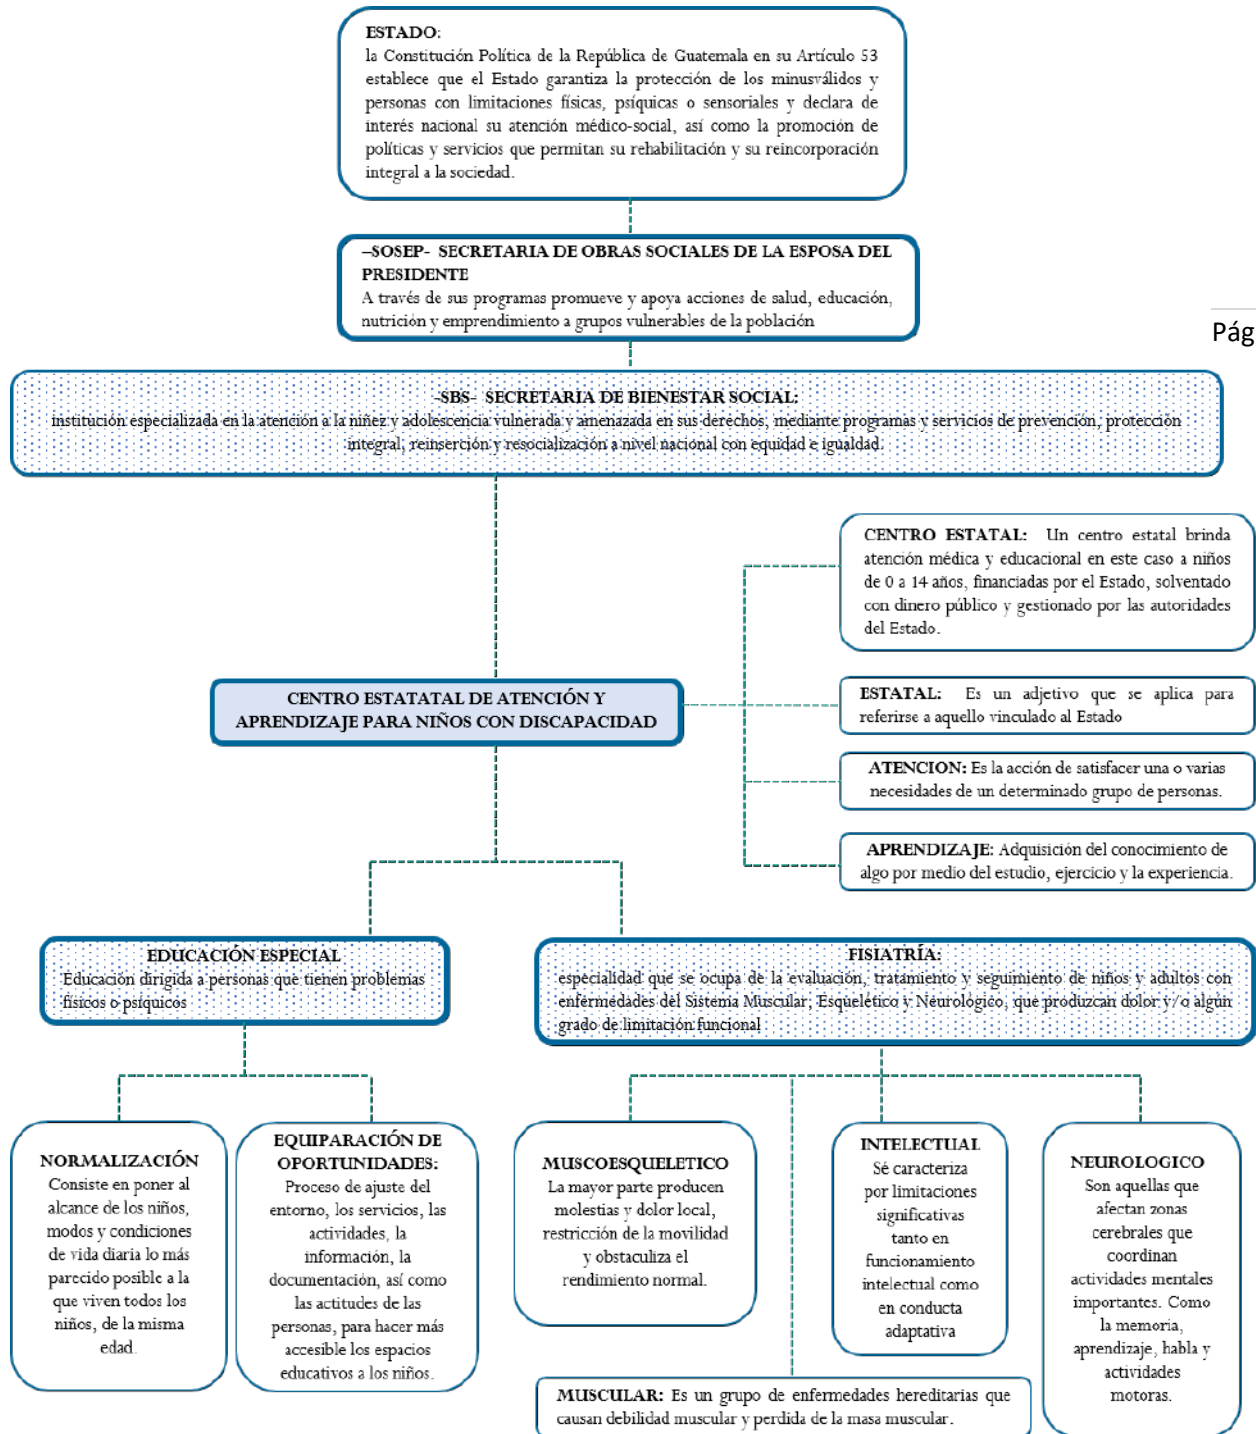 ESTADO:
la Constitución Política de la República de Guatemala en su Artículo 53
establece que el Estado garantiza la protección de los minusválidos y
personas con limitaciones físicas, psíquicas o sensoriales y declara de
interés nacional su atención médico-social, así como la promoción de
políticas y servicios que permitan su rehabilitación y su reincorporación
integral a la sociedad.
–SOSEP- SECRETARIA DE OBRAS SOCIALES DE LA ESPOSA DEL
PRESIDENTE
A través de sus programas promueve y apoya acciones de salud, educación,
nutrición y emprendimiento a grupos vulnerables de la población
Pág
-SBS- SECRETARIA DE BIENESTAR SOCIAL:
institución especializada en la atención a la niñez y adolescencia vulnerada y amenazada en sus derechos, mediante programas y servicios de prevención, protección
integral, reinserción y resocialización a nivel nacional con equidad e igualdad.
CENTRO ESTATAL: Un centro estatal brinda
atención médica y educacional en este caso a niños
de 0 a 14 años, financiadas por el Estado, solventado
con dinero público y gestionado por las autoridades
del Estado.
CENTRO ESTATATAL DE ATENCIÓN Y
APRENDIZAJE PARA NIÑOS CON DISCAPACIDAD
ESTATAL: Es un adjetivo que se aplica para
referirse a aquello vinculado al Estado
ATENCION: Es la acción de satisfacer una o varias
necesidades de un determinado grupo de personas.
APRENDIZAJE: Adquisición del conocimiento de
algo por medio del estudio, ejercicio y la experiencia.
EDUCACIÓN ESPECIAL
Educación dirigida a personas que tienen problemas
físicos o psíquicos
FISIATRÍA:
especialidad que se ocupa de la evaluación, tratamiento y seguimiento de niños y adultos con
enfermedades del Sistema Muscular, Esquelético y Neurológico, que produzcan dolor y/o algún
grado de limitación funcional
NORMALIZACIÓN
Consiste en poner al
alcance de los niños,
modos y condiciones
de vida diaria lo más
parecido posible a la
que viven todos los
niños, de la misma
edad.
EQUIPARACIÓN DE
OPORTUNIDADES:
Proceso de ajuste del
entorno, los servicios, las
actividades, la
información, la
documentación, así como
las actitudes de las
personas, para hacer más
accesible los espacios
educativos a los niños.
MUSCOESQUELETICO
La mayor parte producen
molestias y dolor local,
restricción de la movilidad
y obstaculiza el
rendimiento normal.
INTELECTUAL
Sé caracteriza
por limitaciones
significativas
tanto en
funcionamiento
intelectual como
en conducta
adaptativa
NEUROLOGICO
Son aquellas que
afectan zonas
cerebrales que
coordinan
actividades mentales
importantes. Como
la memoria,
aprendizaje, habla y
actividades
motoras.
MUSCULAR: Es un grupo de enfermedades hereditarias que
causan debilidad muscular y perdida de la masa muscular.